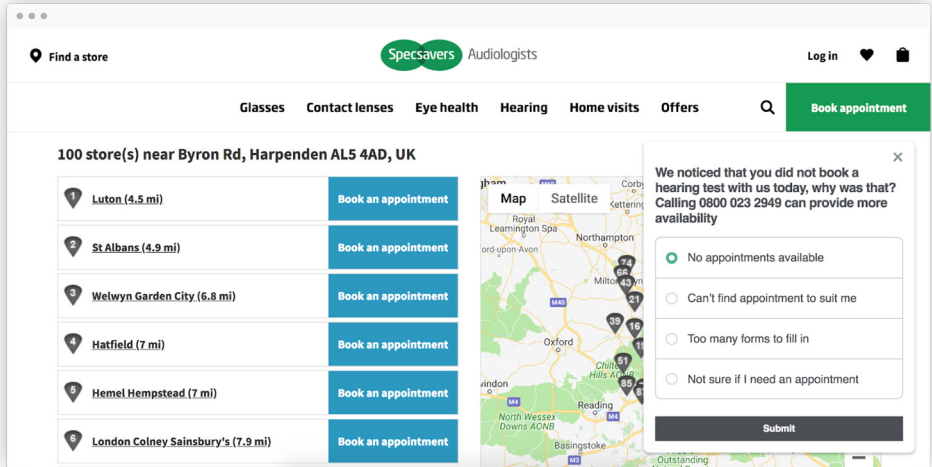 Find a store
Specsavers Audiologists
Log in
Glasses Contact lenses Eye health Hearing Home visits Offers
Book appointment
100 store(s) near Byron Rd, Harpenden AL5 4AD, UK
1 Luton (4.5 mi) Book an appointment
2 St Albans (4.9 mi) Book an appointment
3 Welwyn Garden City (6.8 mi) Book an appointment
4 Hatfield (7 mi) Book an appointment
5 Hemel Hempstead (7 mi) Book an appointment
6 London Colney Sainsbury's (7.9 mi) Book an appointment
Map Satellite
Royal
Leamington Spa
Northampton
74
66
43
21
39
16
Oxford
51
85
M40
M4
Reading
M4
North Wessex
Downs AONB
Basingstoke
M3
Outstanding
We noticed that you did not book a
hearing test with us today, why was that?
Calling 0800 023 2949 can provide more
availability
No appointments available
Can't find appointment to suit me
Too many forms to fill in
Not sure if I need an appointment
Submit